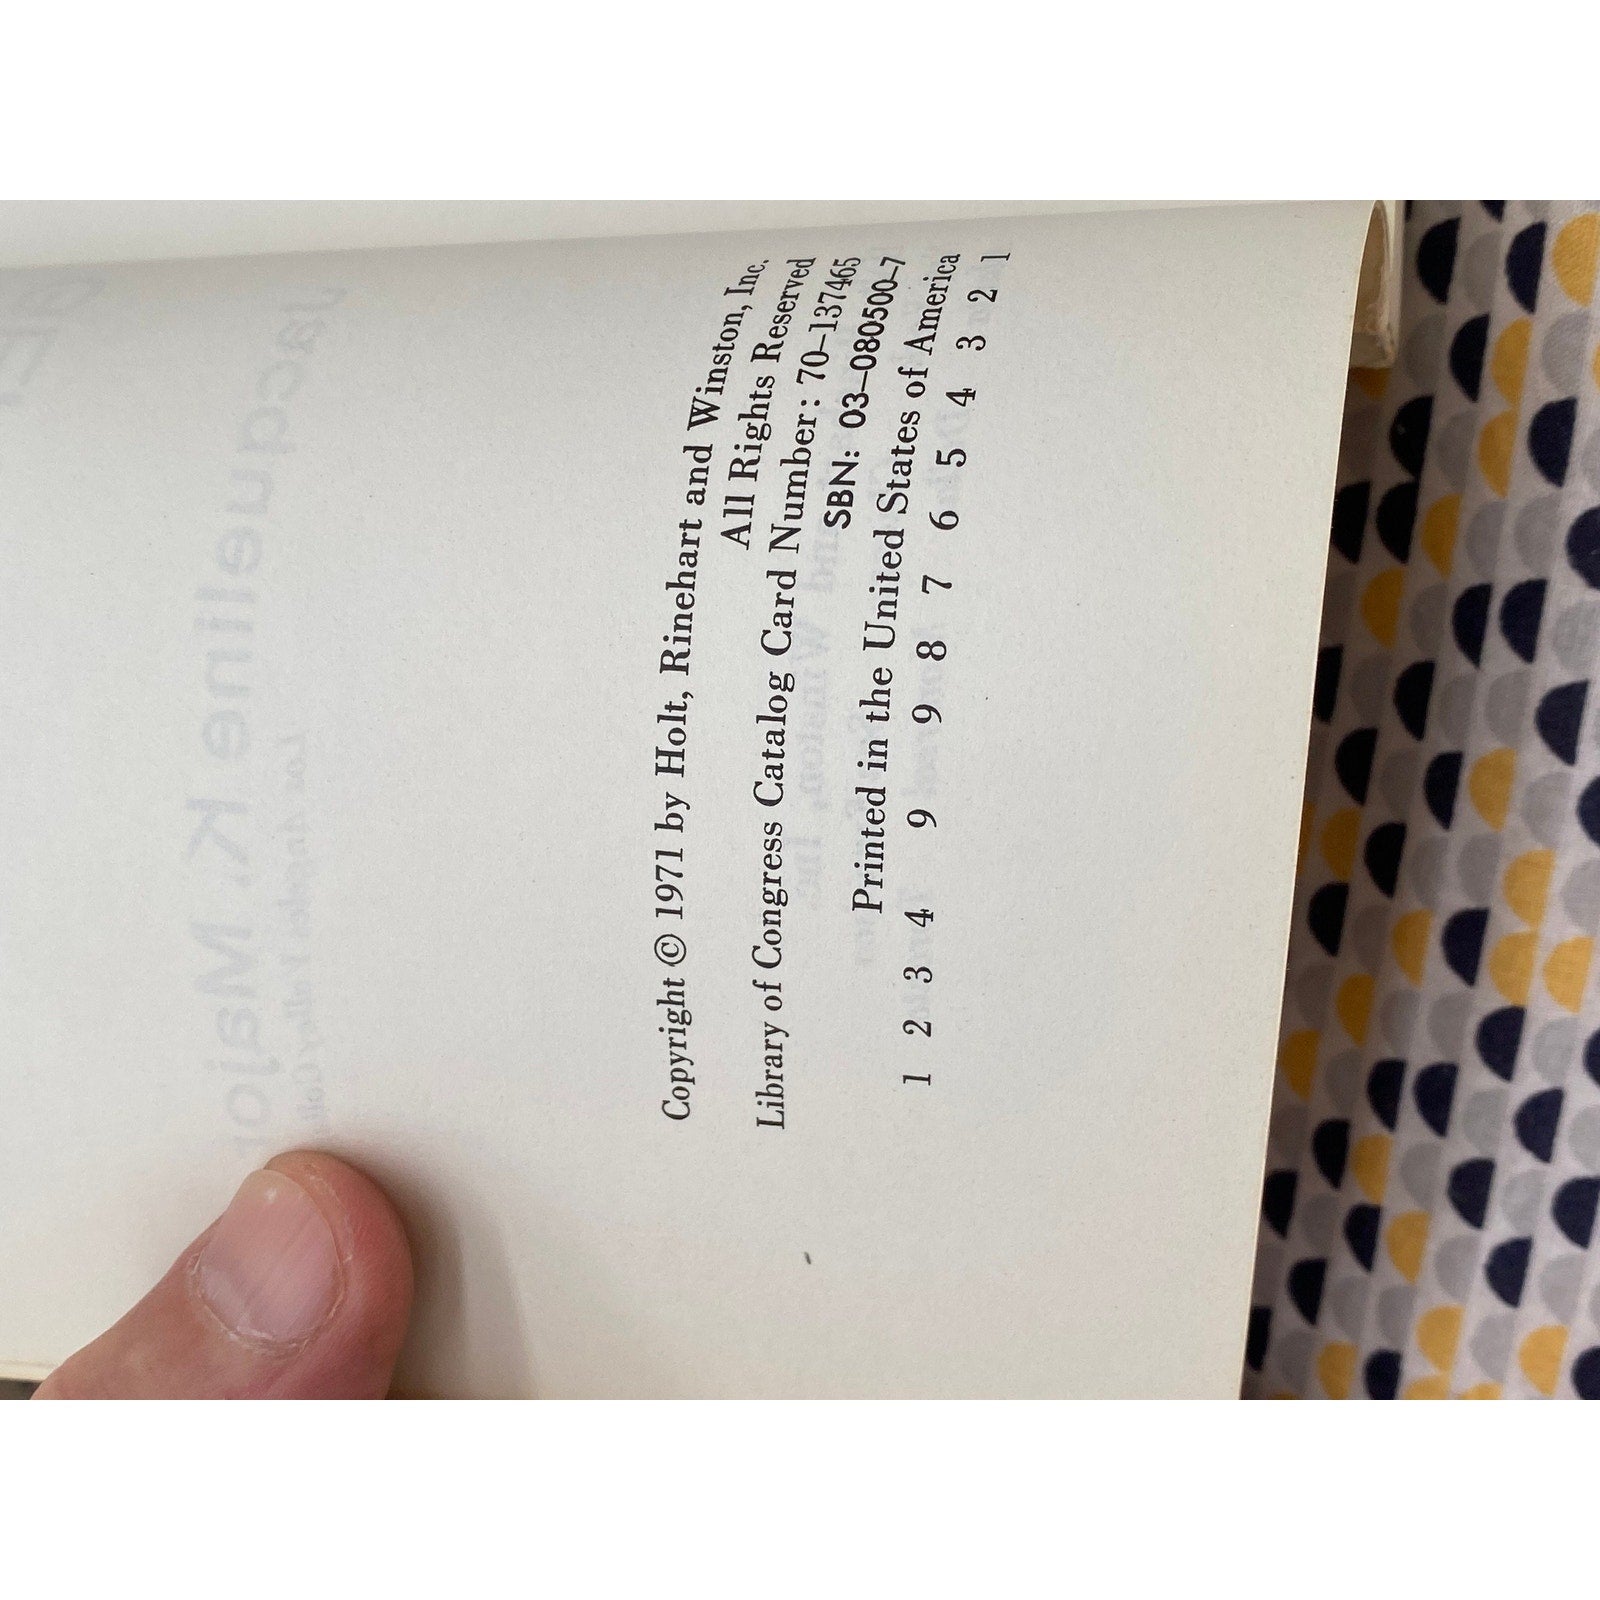 Copyright © 1971 by Holt, Rinehart and Winston, Inc.
All Rights Reserved
Library of Congress Catalog Card Number: 70–137465
SBN: 03–080500–7
Printed in the United States of America
1 2 3 4 9 9 8 7 6 5 4 3 2 1
Jacqueline K. Major